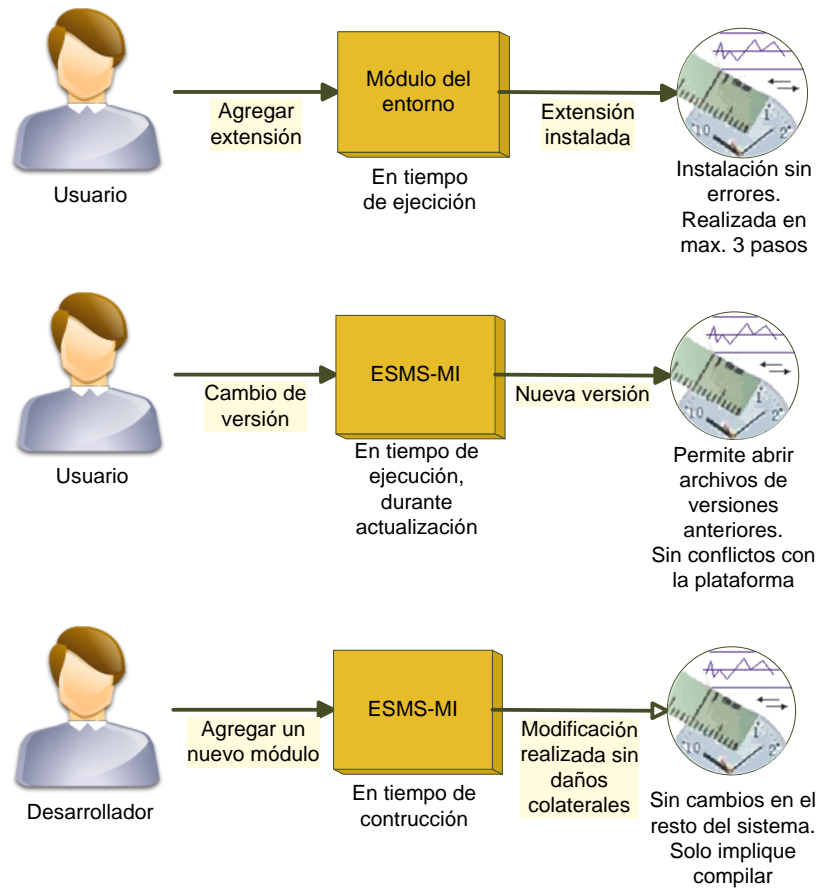 Usuario
Agregar
extensión
Módulo del
entorno
En tiempo
de ejecición
Extensión
instalada
Instalación sin
errores.
Realizada en
max. 3 pasos
Usuario
Cambio de
versión
ESMS-MI
En tiempo de
ejecución,
durante
actualización
Nueva versión
Permite abrir
archivos de
versiones
anteriores.
Sin conflictos con
la plataforma
Desarrollador
Agregar un
nuevo módulo
ESMS-MI
En tiempo de
contrucción
Modificación
realizada sin
daños
colaterales
Sin cambios en el
resto del sistema.
Solo implique
compilar